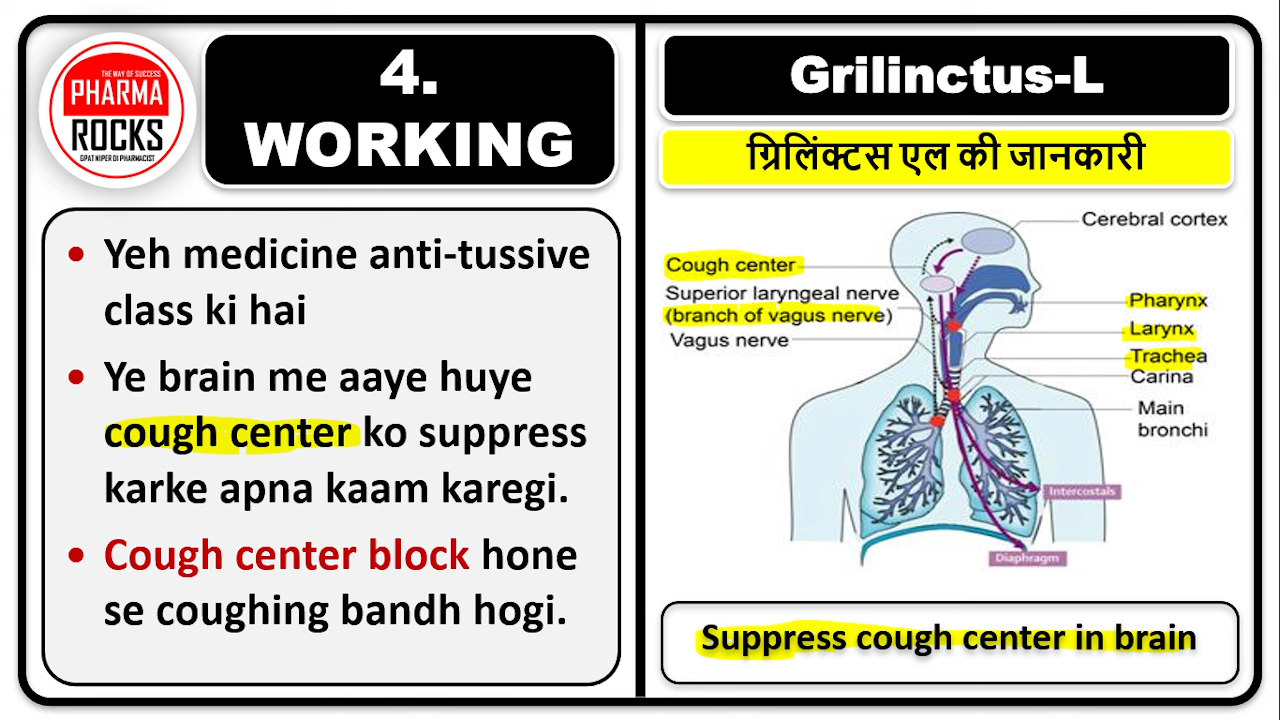 THE WAY OF SUCCESS
PHARMA
ROCKS
GPAT NIPER DI PHARMACIST
4.
WORKING
• Yeh medicine anti-tussive
class ki hai
• Ye brain me aaye huye
cough center ko suppress
karke apna kaam karegi.
• Cough center block hone
se coughing bandh hogi.
Grilinctus-L
ग्रिलिंक्टस एल की जानकारी
Cerebral cortex
Cough center
Superior laryngeal nerve
(branch of vagus nerve)
Vagus nerve
Pharynx
Larynx
Trachea
Carina
Main
bronchi
Intercostals
Diaphragm
Suppress cough center in brain